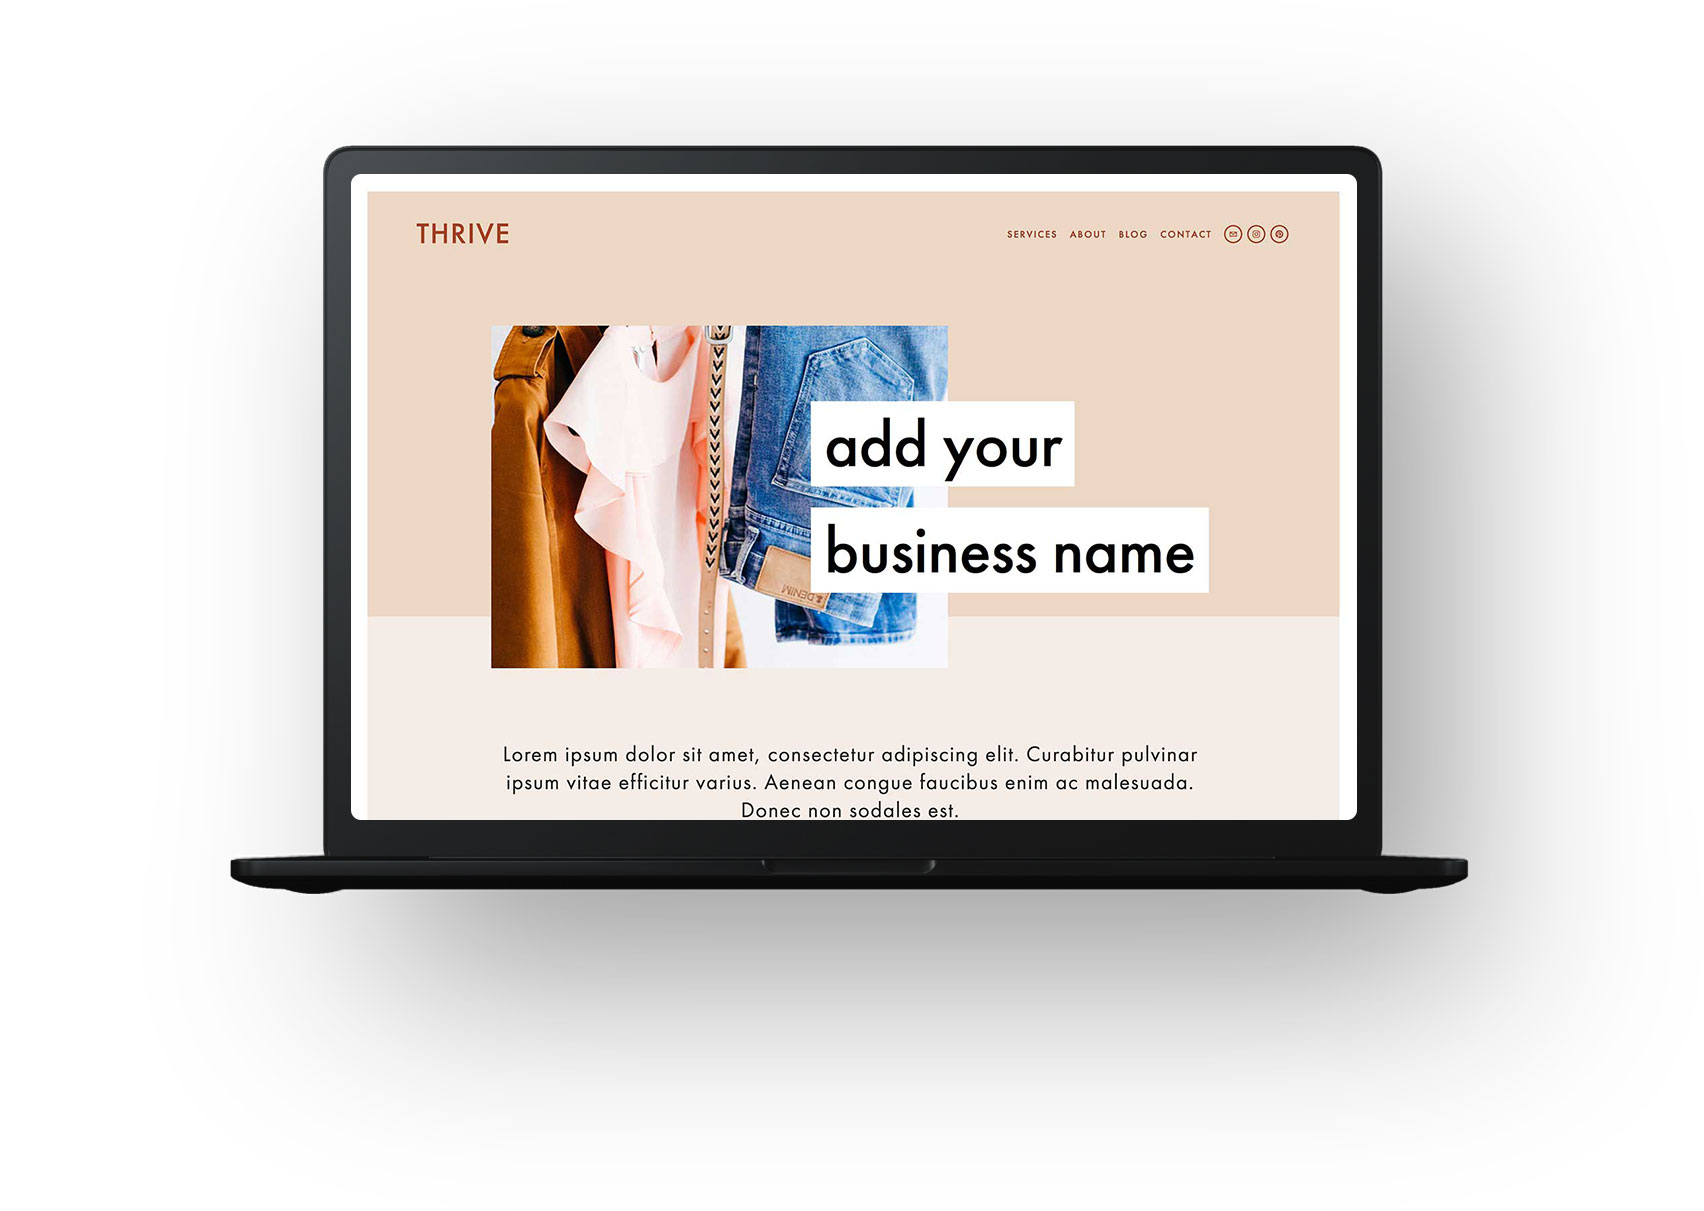 THRIVE
SERVICES ABOUT BLOG CONTACT
add your
business name
DENIM
Lorem ipsum dolor sit amet, consectetur adipiscing elit. Curabitur pulvinar
ipsum vitae efficitur varius. Aenean congue faucibus enim ac malesuada.
Donec non sodales est.